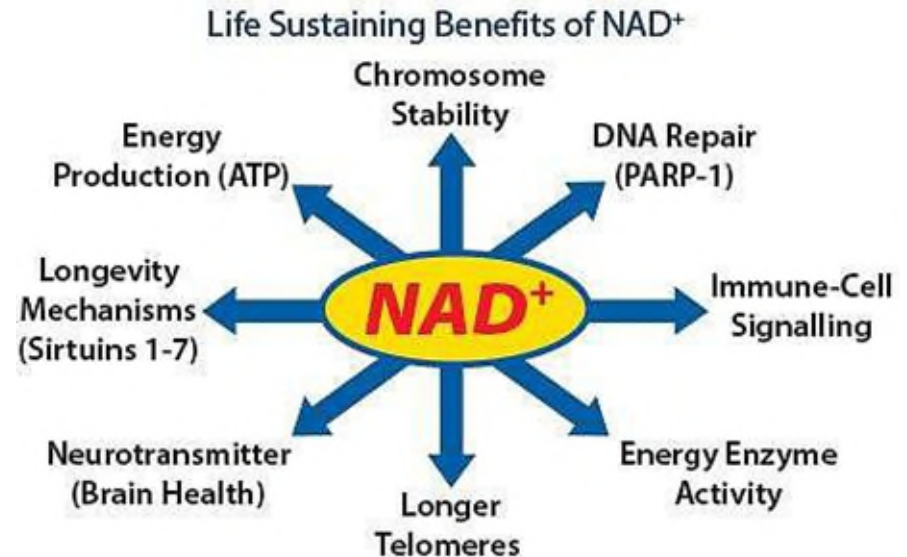 Life Sustaining Benefits of NAD⁺
Chromosome
Stability
Energy
Production (ATP)
DNA Repair
(PARP-1)
Longevity
Mechanisms
(Sirtuins 1-7)
NAD⁺
Immune-Cell
Signalling
Neurotransmitter
(Brain Health)
Energy Enzyme
Activity
Longer
Telomeres